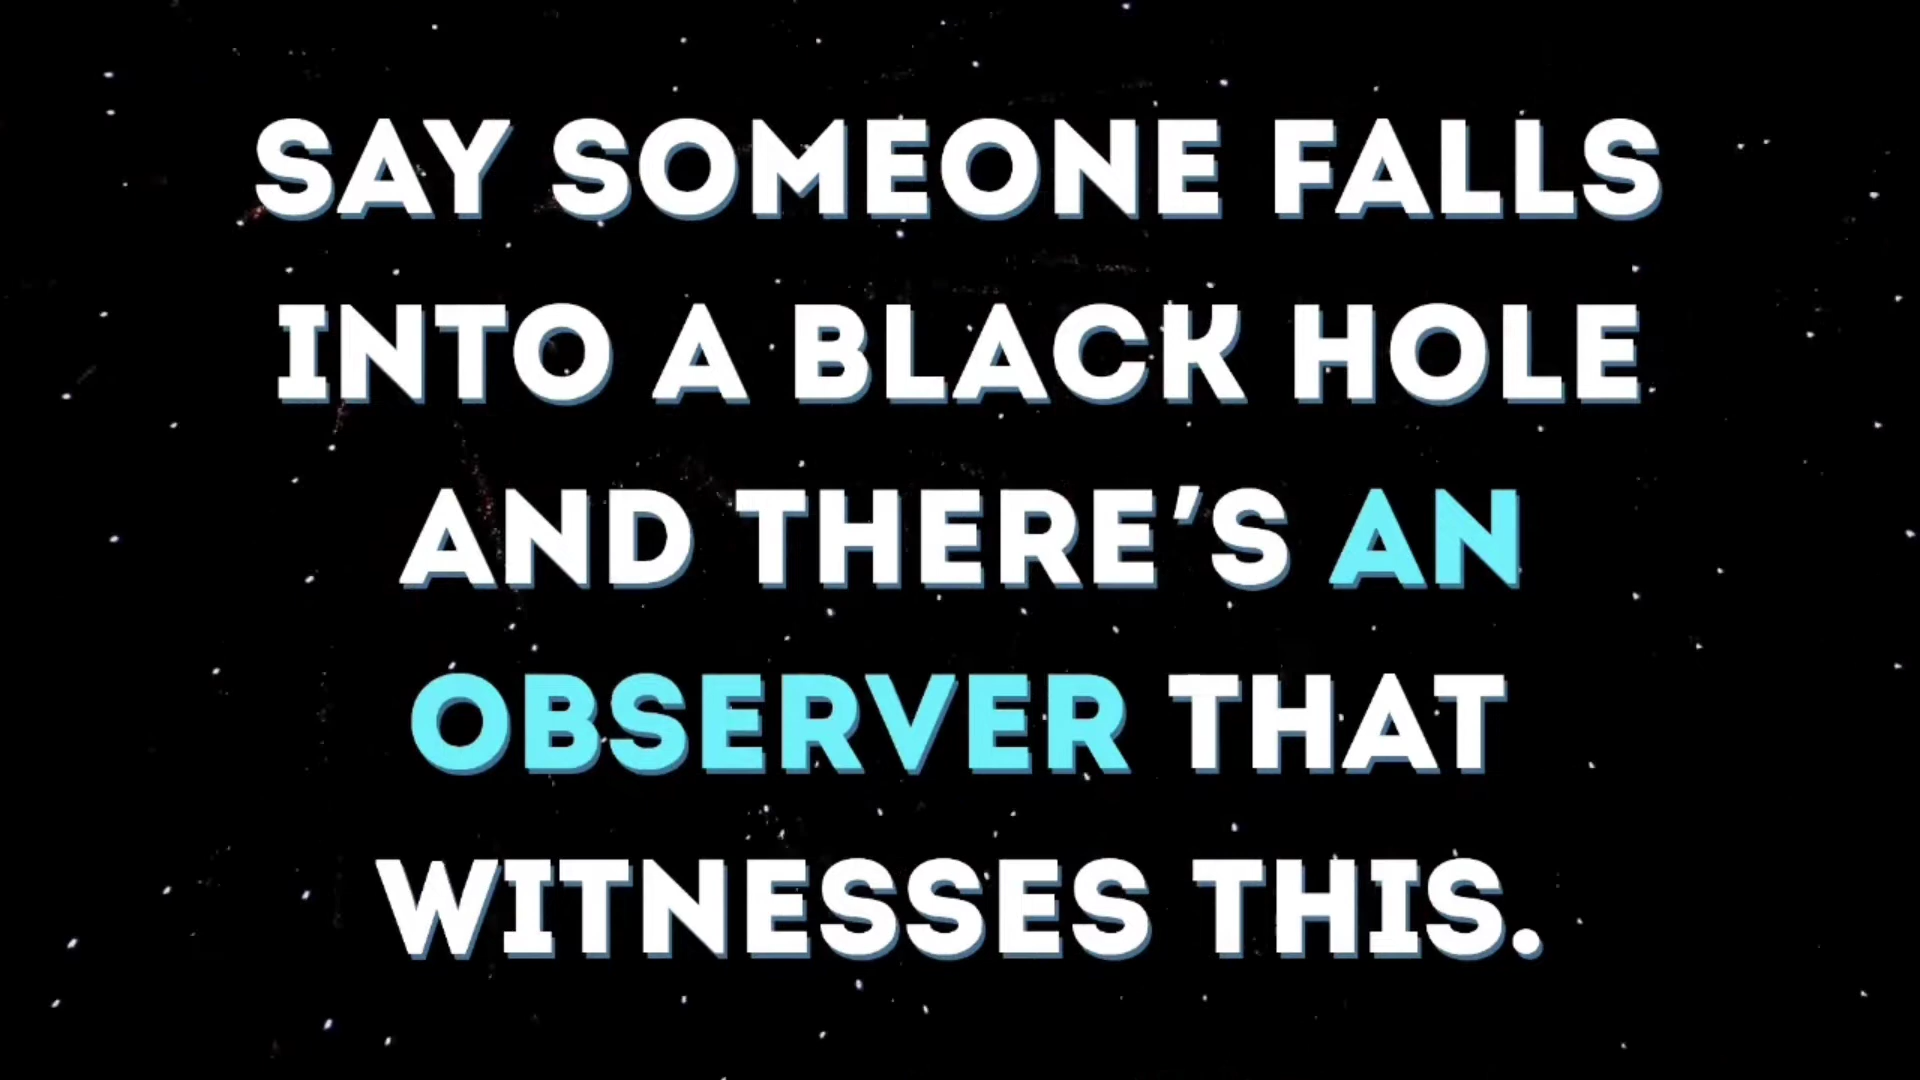 SAY SOMEONE FALLS
INTO A BLACK HOLE
AND THERE'S AN
OBSERVER THAT
WITNESSES THIS.